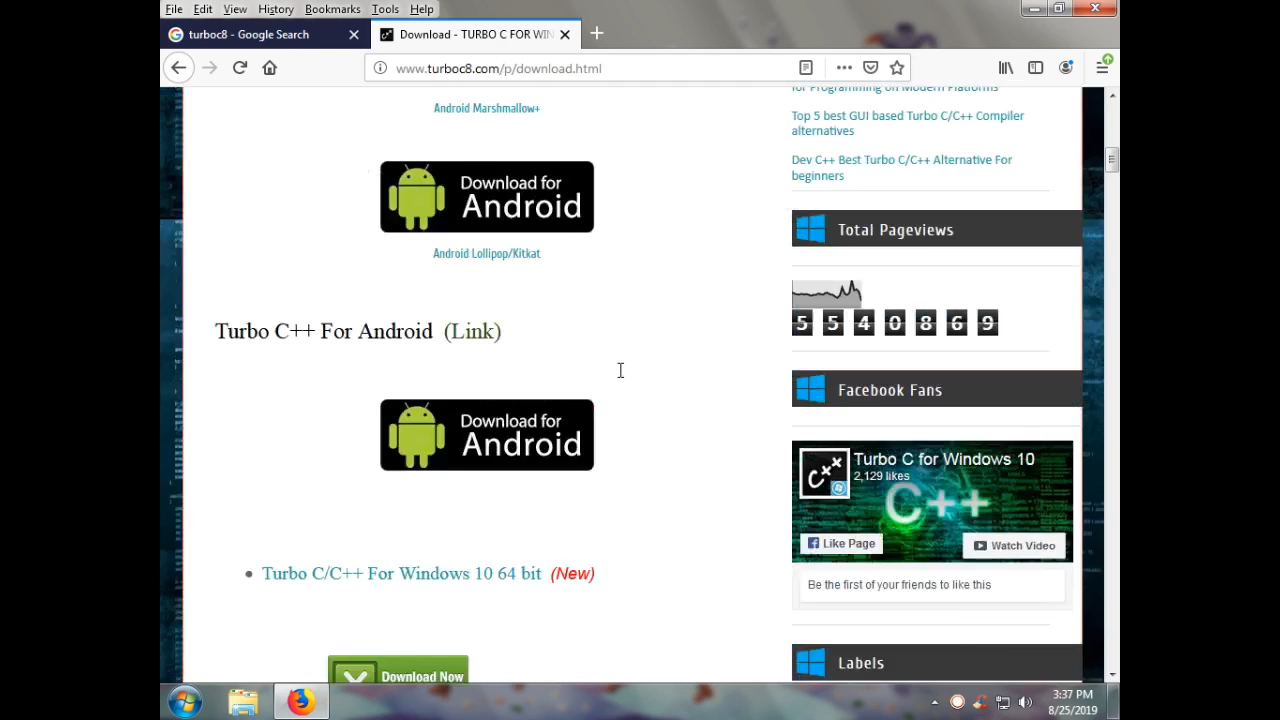 File Edit View History Bookmarks Tools Help
turboc8 - Google Search
Download - TURBO C FOR WIN
www.turboc8.com/p/download.html
Android Marshmallow+
Download for
Android
Android Lollipop/Kitkat
Turbo C++ For Android (Link)
Download for
Android
Turbo C/C++ For Windows 10 64 bit (New)
Download Now
for Programming on Modern Platforms
Top 5 best GUI based Turbo C/C++ Compiler
alternatives
Dev C++ Best Turbo C/C++ Alternative For
beginners
Total Pageviews
5 5 4 0 8 6 9
Facebook Fans
C++
Turbo C for Windows 10
2,129 likes
C++
Like Page
Watch Video
Be the first of your friends to like this
Labels
3:37 PM
8/25/2019